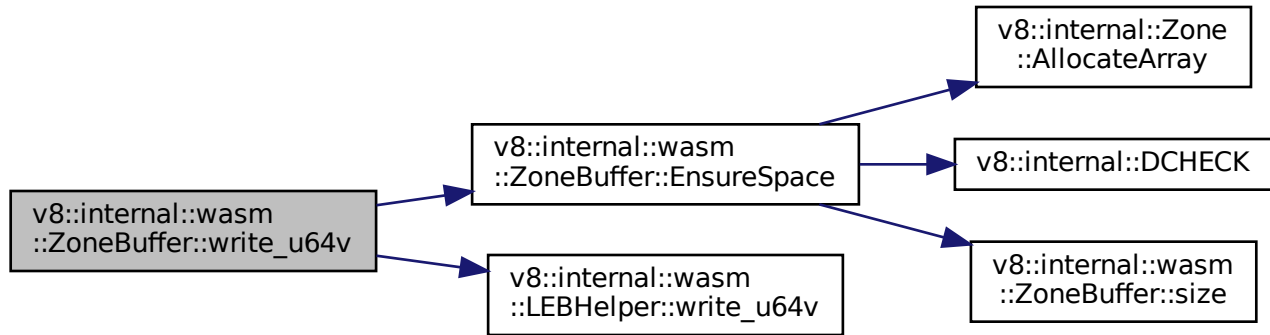 v8::internal::wasm
::ZoneBuffer::write_u64v
v8::internal::wasm
::ZoneBuffer::EnsureSpace
v8::internal::wasm
::LEBHelper::write_u64v
v8::internal::Zone
::AllocateArray
v8::internal::DCHECK
v8::internal::wasm
::ZoneBuffer::size